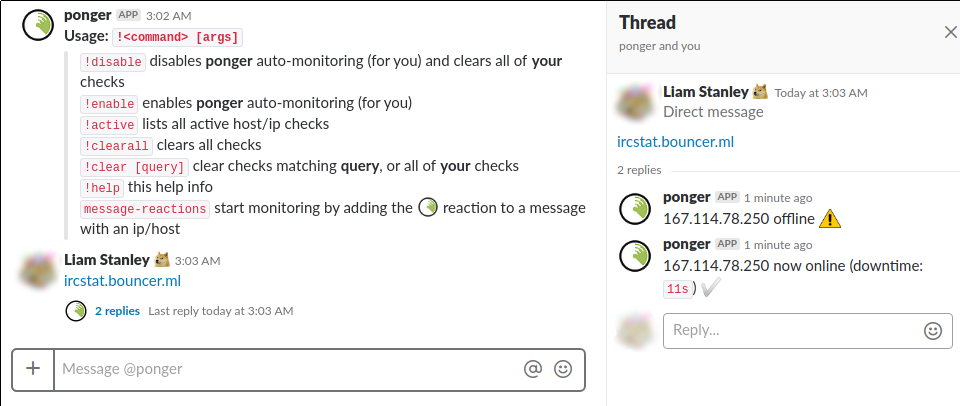 ponger APP 3:02 AM
Usage: !<command> [args]
!disable disables ponger auto-monitoring (for you) and clears all of your
checks
!enable enables ponger auto-monitoring (for you)
!active lists all active host/ip checks
!clearall clears all checks
!clear [query] clear checks matching query, or all of your checks
!help this help info
message-reactions start monitoring by adding the reaction to a message
with an ip/host
Liam Stanley 3:03 AM
ircstat.bouncer.ml
2 replies Last reply today at 3:03 AM
+ Message @ponger @
Thread
ponger and you
Liam Stanley Today at 3:03 AM
Direct message
ircstat.bouncer.ml
2 replies
ponger APP 1 minute ago
167.114.78.250 offline
ponger APP 1 minute ago
167.114.78.250 now online (downtime:
11s)
Reply...